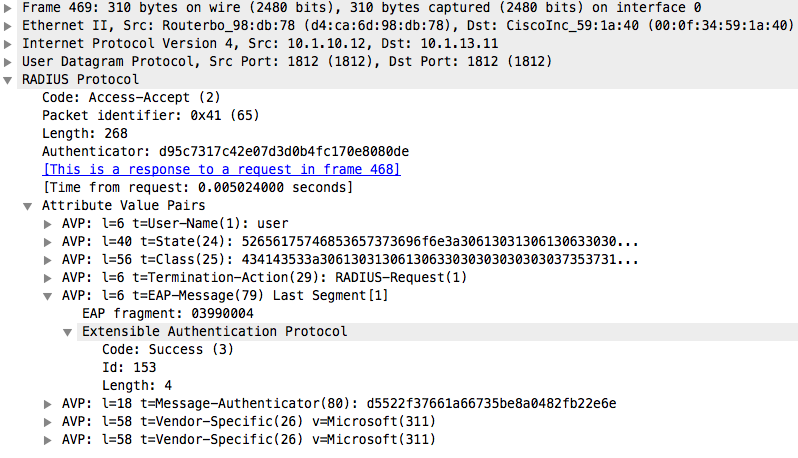 Frame 469: 310 bytes on wire (2480 bits), 310 bytes captured (2480 bits) on interface 0
Ethernet II, Src: Routerbo_98:db:78 (d4:ca:6d:98:db:78), Dst: CiscoInc_59:1a:40 (00:0f:34:59:1a:40)
Internet Protocol Version 4, Src: 10.1.10.12, Dst: 10.1.13.11
User Datagram Protocol, Src Port: 1812 (1812), Dst Port: 1812 (1812)
RADIUS Protocol
Code: Access-Accept (2)
Packet identifier: 0x41 (65)
Length: 268
Authenticator: d95c7317c42e07d3d0b4fc170e8080de
[This is a response to a request in frame 468]
[Time from request: 0.005024000 seconds]
Attribute Value Pairs
AVP: l=6 t=User-Name(1): user
AVP: l=40 t=State(24): 52656175746853657373696f6e3a30613031306130633030...
AVP: l=56 t=Class(25): 434143533a3061303130613063303030303030303037353731...
AVP: l=6 t=Termination-Action(29): RADIUS-Request(1)
AVP: l=6 t=EAP-Message(79) Last Segment[1]
EAP fragment: 03990004
Extensible Authentication Protocol
Code: Success (3)
Id: 153
Length: 4
AVP: l=18 t=Message-Authenticator(80): d5522f37661a66735be8a0482fb22e6e
AVP: l=58 t=Vendor-Specific(26) v=Microsoft(311)
AVP: l=58 t=Vendor-Specific(26) v=Microsoft(311)